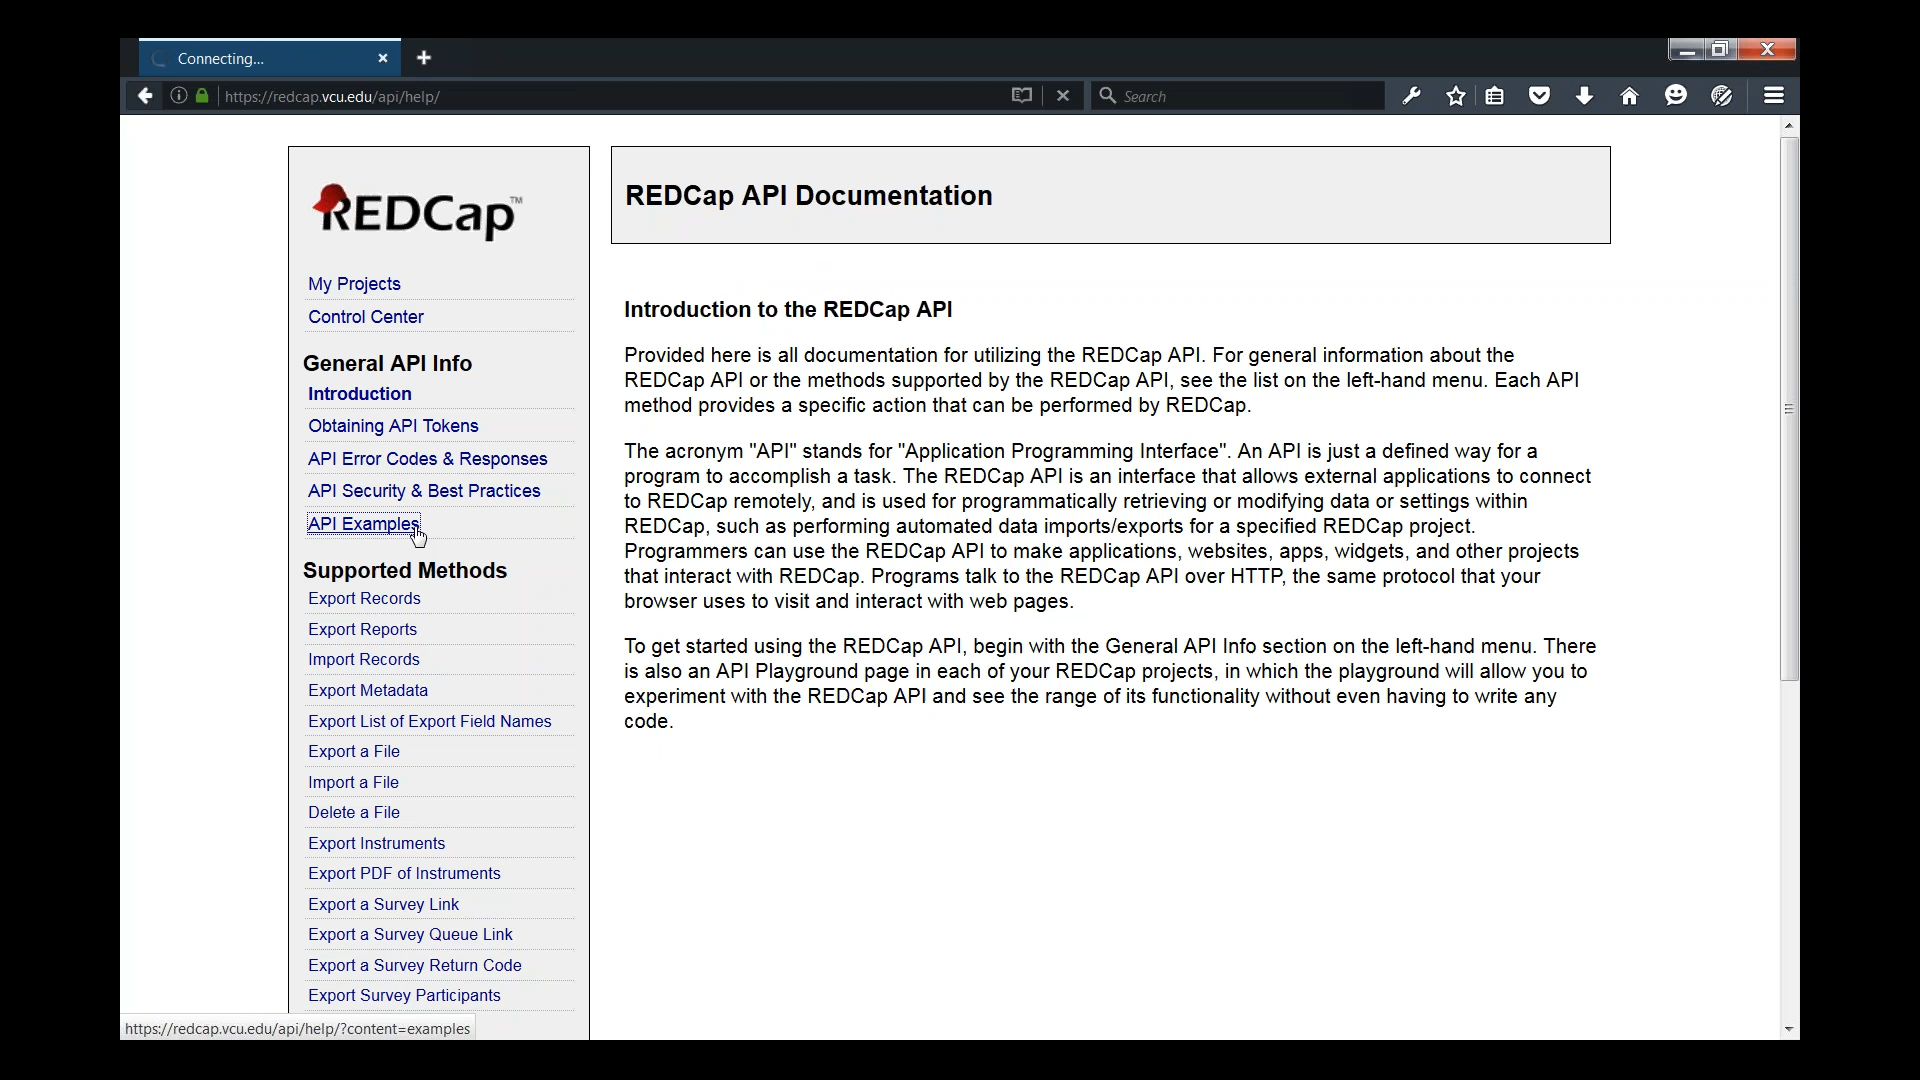 Connecting...
https://redcap.vcu.edu/api/help/
Search
REDCap™
My Projects
Control Center
General API Info
Introduction
Obtaining API Tokens
API Error Codes & Responses
API Security & Best Practices
API Examples
Supported Methods
Export Records
Export Reports
Import Records
Export Metadata
Export List of Export Field Names
Export a File
Import a File
Delete a File
Export Instruments
Export PDF of Instruments
Export a Survey Link
Export a Survey Queue Link
Export a Survey Return Code
Export Survey Participants
https://redcap.vcu.edu/api/help/?content=examples
REDCap API Documentation
Introduction to the REDCap API
Provided here is all documentation for utilizing the REDCap API. For general information about the
REDCap API or the methods supported by the REDCap API, see the list on the left-hand menu. Each API
method provides a specific action that can be performed by REDCap.
The acronym "API" stands for "Application Programming Interface". An API is just a defined way for a
program to accomplish a task. The REDCap API is an interface that allows external applications to connect
to REDCap remotely, and is used for programmatically retrieving or modifying data or settings within
REDCap, such as performing automated data imports/exports for a specified REDCap project.
Programmers can use the REDCap API to make applications, websites, apps, widgets, and other projects
that interact with REDCap. Programs talk to the REDCap API over HTTP, the same protocol that your
browser uses to visit and interact with web pages.
To get started using the REDCap API, begin with the General API Info section on the left-hand menu. There
is also an API Playground page in each of your REDCap projects, in which the playground will allow you to
experiment with the REDCap API and see the range of its functionality without even having to write any
code.